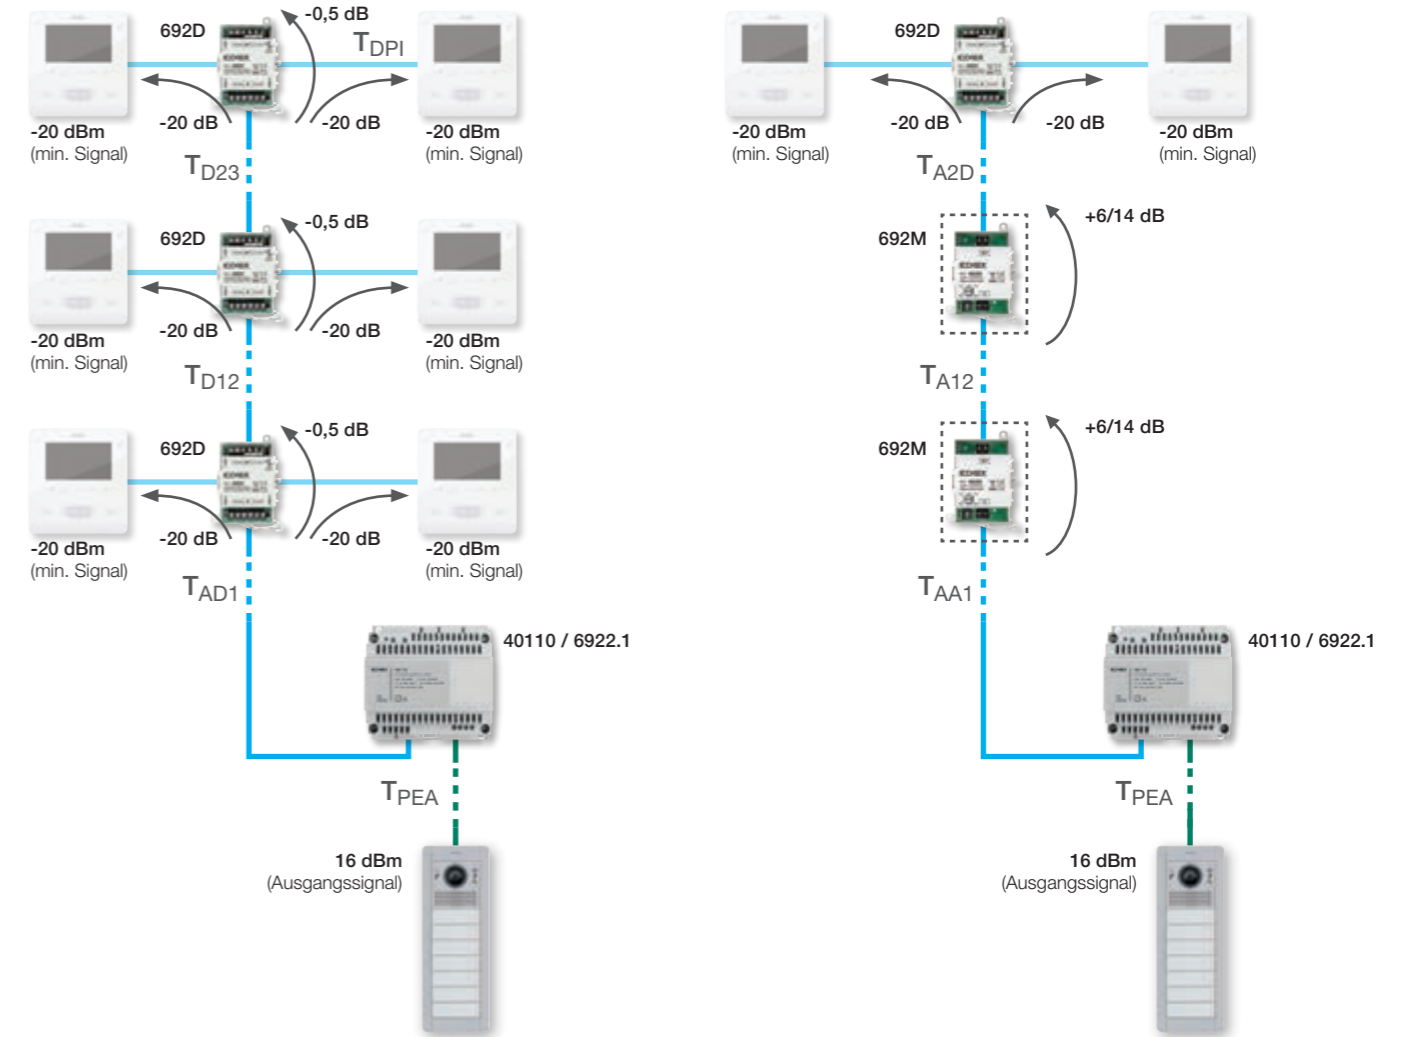 692D
-0,5 dB
TDPI
-20 dB
-20 dB
-20 dBm
(min. Signal)
-20 dBm
(min. Signal)
TD23
692D
-0,5 dB
-20 dB
-20 dB
-20 dBm
(min. Signal)
-20 dBm
(min. Signal)
TD12
692D
-0,5 dB
-20 dB
-20 dB
-20 dBm
(min. Signal)
-20 dBm
(min. Signal)
TAD1
40110 / 6922.1
TPEA
16 dBm
(Ausgangssignal)
692D
-20 dB
-20 dB
-20 dBm
(min. Signal)
-20 dBm
(min. Signal)
TA2D
+6/14 dB
692M
TA12
+6/14 dB
692M
TAA1
40110 / 6922.1
TPEA
16 dBm
(Ausgangssignal)